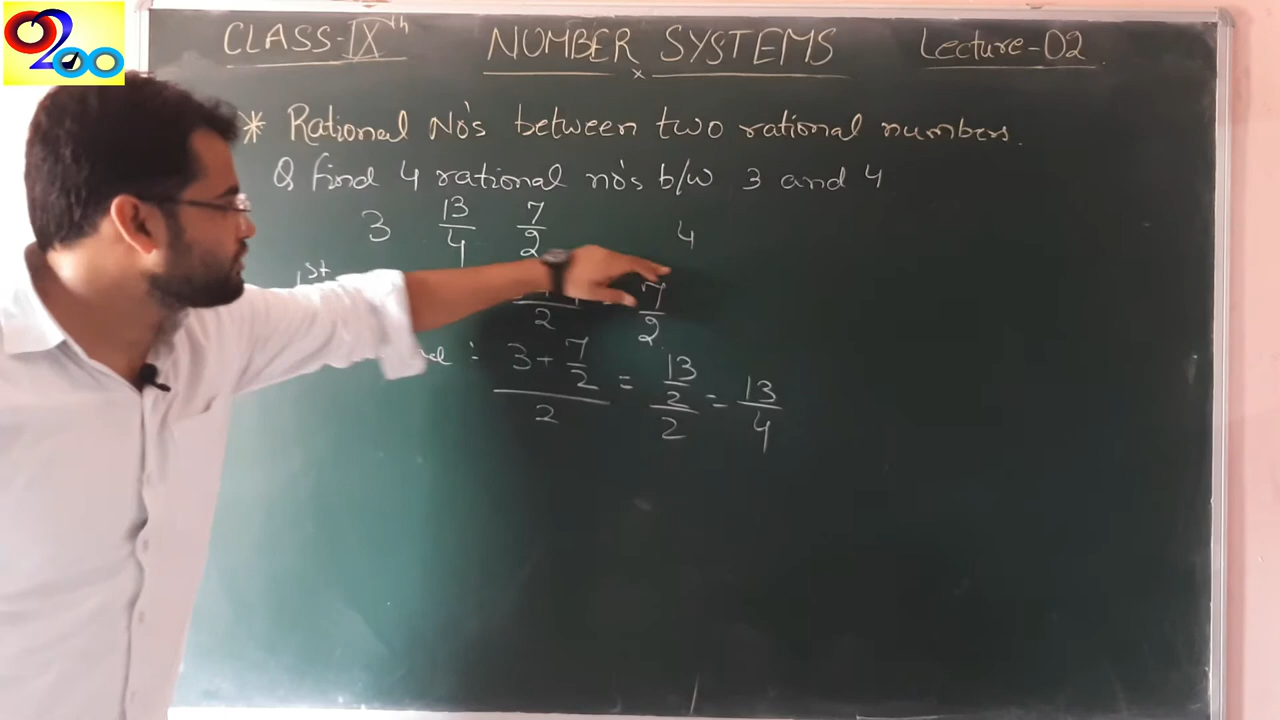 0200
CLASS-IXth NUMBER SYSTEMS Lecture-02
* Rational No's between two rational numbers.
Q find 4 rational no's b/w 3 and 4
3 13/4 7/2 4
1st 2 7/2
: (3+7/2)/2 = (13/2)/2 = 13/4